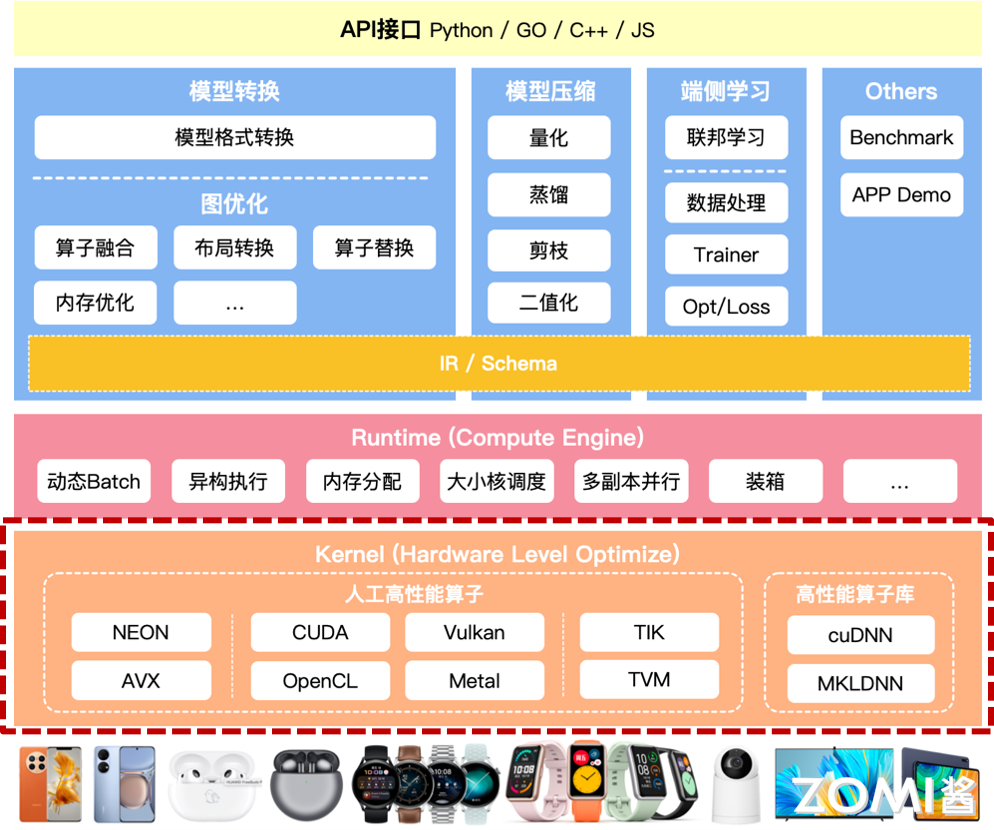 API接口 Python / GO / C++ / JS
模型转换
模型格式转换
图优化
算子融合 布局转换 算子替换
内存优化 ...
模型压缩
量化
蒸馏
剪枝
二值化
端侧学习
联邦学习
数据处理
Trainer
Opt/Loss
Others
Benchmark
APP Demo
IR / Schema
Runtime (Compute Engine)
动态Batch 异构执行 内存分配 大小核调度 多副本并行 装箱 ...
Kernel (Hardware Level Optimize)
人工高性能算子
NEON CUDA Vulkan TIK
AVX OpenCL Metal TVM
高性能算子库
cuDNN
MKLDNN
ZOMI酱